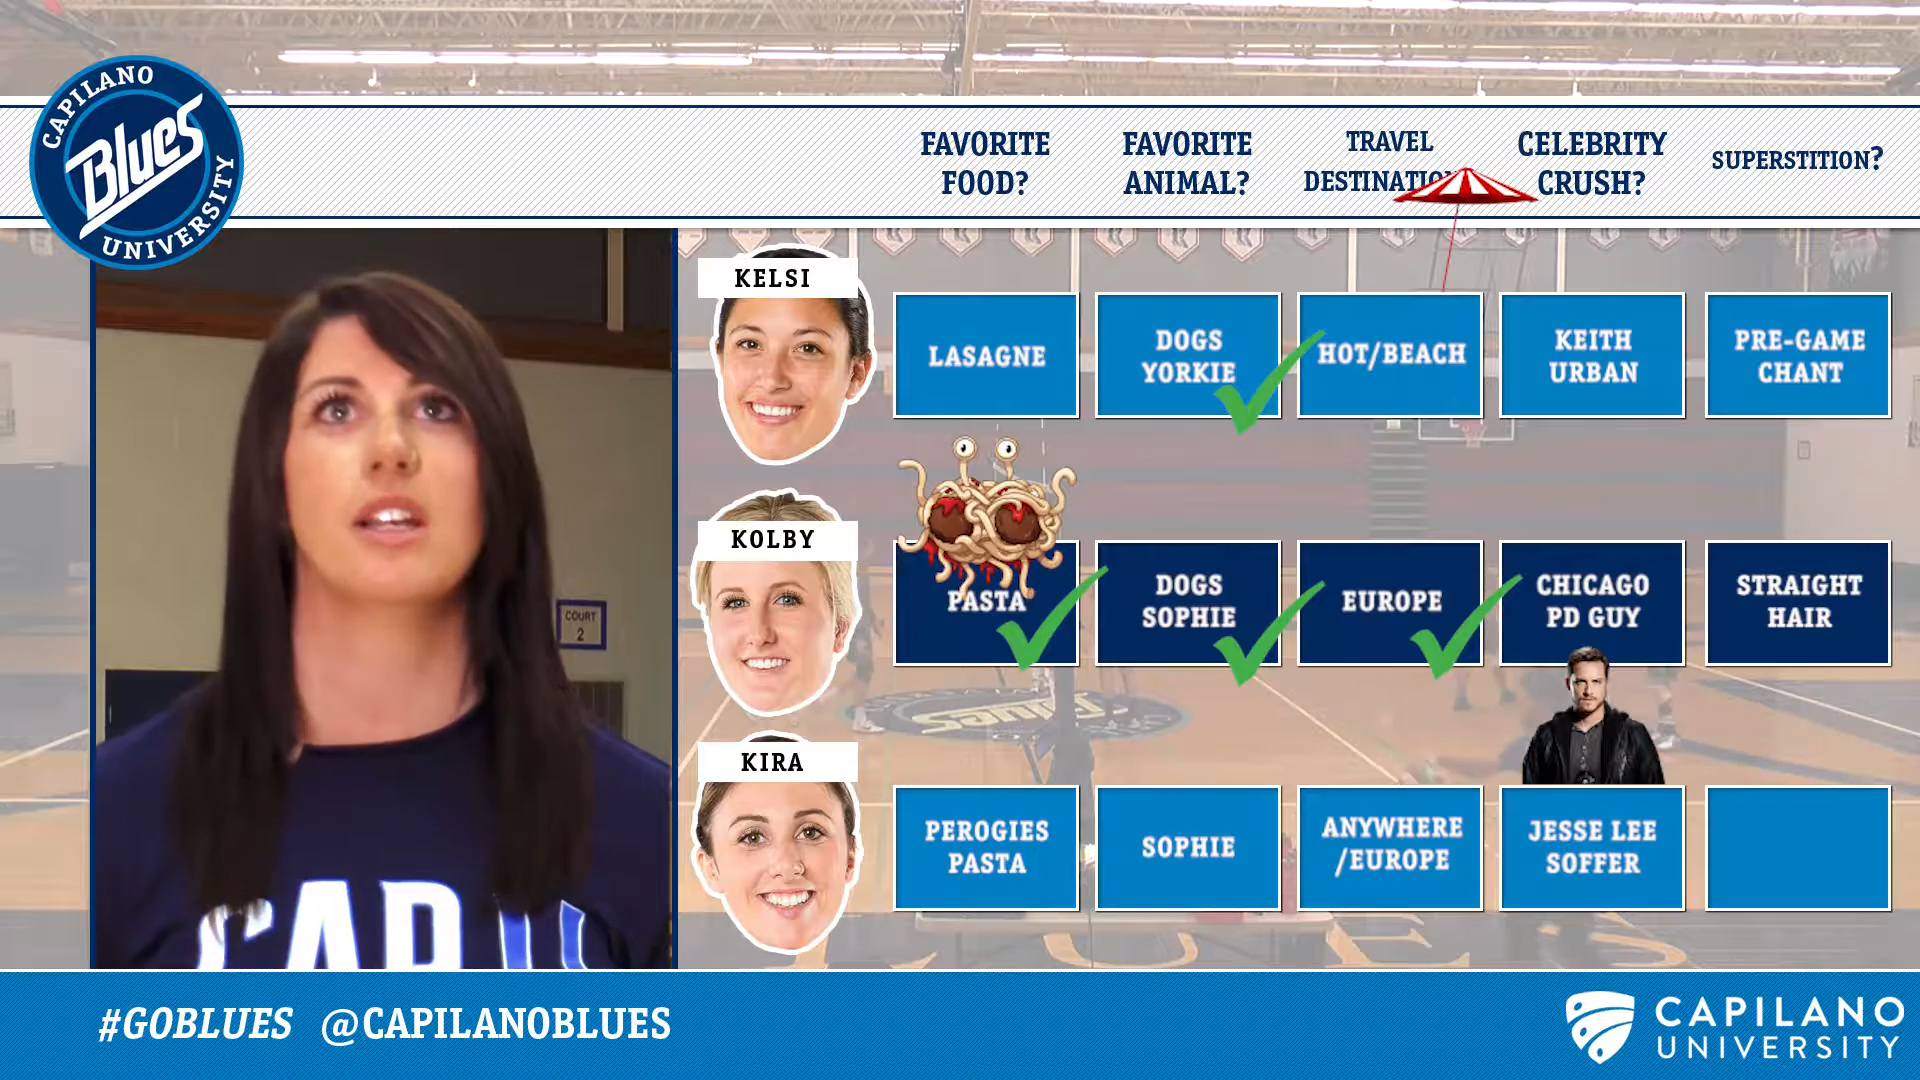 CAPILANO
Blues
UNIVERSITY
FAVORITE
FOOD?
FAVORITE
ANIMAL?
TRAVEL
CELEBRITY
CRUSH?
SUPERSTITION?
KELSI
LASAGNE
DOGS
YORKIE
HOT/BEACH
KEITH
URBAN
PRE-GAME
CHANT
KOLBY
PASTA
DOGS
SOPHIE
EUROPE
CHICAGO
PD GUY
STRAIGHT
HAIR
COURT
2
KIRA
PEROGIES
PASTA
SOPHIE
ANYWHERE
/EUROPE
JESSE LEE
SOFFER
#GOBLUES @CAPILANOBLUES
CAPILANO
UNIVERSITY